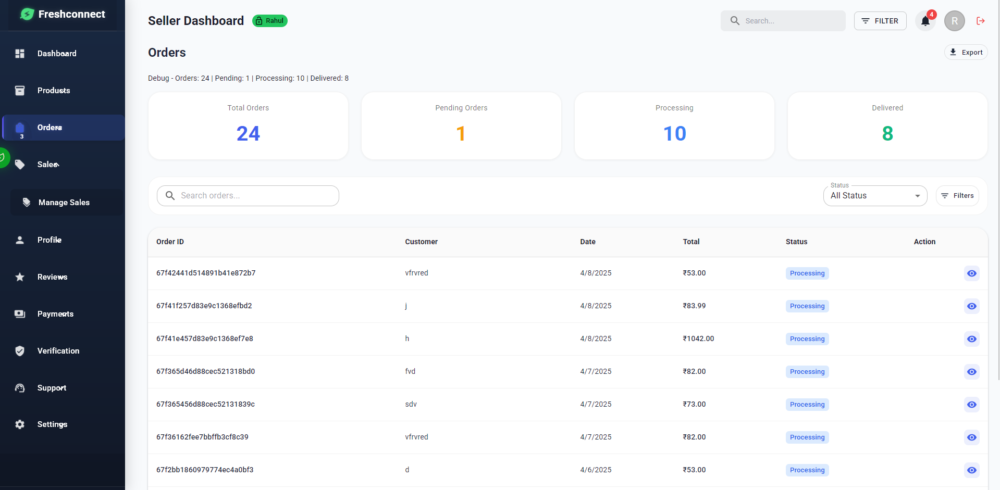 Freshconnect
Seller Dashboard
Rahul
Search...
FILTER
4
R
Dashboard
Products
Orders
3
Sales
Manage Sales
Profile
Reviews
Payments
Verification
Support
Settings
Orders
Export
Debug - Orders: 24 | Pending: 1 | Processing: 10 | Delivered: 8
Total Orders
24
Pending Orders
1
Processing
10
Delivered
8
Search orders...
Status
All Status
Filters
Order ID Customer Date Total Status Action
67f42441d514891b41e872b7 vfrvred 4/8/2025 ₹53.00 Processing
67f41f257d83e9c1368efbd2 j 4/8/2025 ₹83.99 Processing
67f41e457d83e9c1368ef7e8 h 4/8/2025 ₹1042.00 Processing
67f365d46d88cec521318bd0 fvd 4/7/2025 ₹82.00 Processing
67f365456d88cec52131839c sdv 4/7/2025 ₹73.00 Processing
67f36162fee7bbffb3cf8c39 vfrvred 4/7/2025 ₹82.00 Processing
67f2bb1860979774ec4a0bf3 d 4/6/2025 ₹53.00 Processing